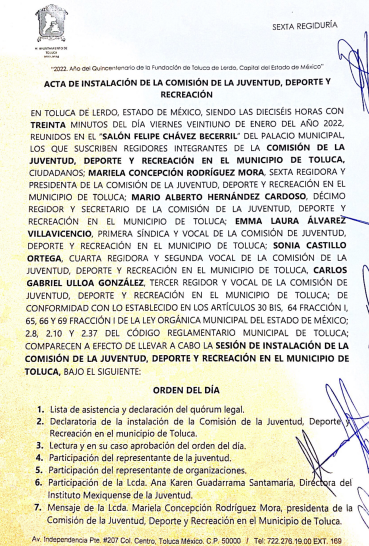 SEXTA REGIDURÍA
H. AYUNTAMIENTO DE
TOLUCA
"2022. Año del Quincentenario de la Fundación de Toluca de Lerdo, Capital del Estado de México"
ACTA DE INSTALACIÓN DE LA COMISIÓN DE LA JUVENTUD, DEPORTE Y
RECREACIÓN
EN TOLUCA DE LERDO, ESTADO DE MÉXICO, SIENDO LAS DIECISÉIS HORAS CON
TREINTA MINUTOS DEL DÍA VIERNES VEINTIUNO DE ENERO DEL AÑO 2022,
REUNIDOS EN EL "SALÓN FELIPE CHÁVEZ BECERRIL" DEL PALACIO MUNICIPAL,
LOS QUE SUSCRIBEN REGIDORES INTEGRANTES DE LA COMISIÓN DE LA
JUVENTUD, DEPORTE Y RECREACIÓN EN EL MUNICIPIO DE TOLUCA,
CIUDADANOS; MARIELA CONCEPCIÓN RODRÍGUEZ MORA, SEXTA REGIDORA Y
PRESIDENTA DE LA COMISIÓN DE LA JUVENTUD, DEPORTE Y RECREACIÓN EN EL
MUNICIPIO DE TOLUCA; MARIO ALBERTO HERNÁNDEZ CARDOSO, DÉCIMO
REGIDOR Y SECRETARIO DE LA COMISIÓN DE LA JUVENTUD, DEPORTE Y
RECREACIÓN EN EL MUNICIPIO DE TOLUCA; EMMA LAURA ÁLVAREZ
VILLAVICENCIO, PRIMERA SÍNDICA Y VOCAL DE LA COMISIÓN DE JUVENTUD,
DEPORTE Y RECREACIÓN EN EL MUNICIPIO DE TOLUCA; SONIA CASTILLO
ORTEGA, CUARTA REGIDORA Y SEGUNDA VOCAL DE LA COMISIÓN DE LA
JUVENTUD, DEPORTE Y RECREACIÓN EN EL MUNICIPIO DE TOLUCA, CARLOS
GABRIEL ULLOA GONZÁLEZ, TERCER REGIDOR Y VOCAL DE LA COMISIÓN DE
JUVENTUD, DEPORTE Y RECREACIÓN EN EL MUNICIPIO DE TOLUCA; DE
CONFORMIDAD CON LO ESTABLECIDO EN LOS ARTÍCULOS 30 BIS, 64 FRACCIÓN I,
65, 66 Y 69 FRACCIÓN I DE LA LEY ORGÁNICA MUNICIPAL DEL ESTADO DE MÉXICO;
2.8, 2.10 Y 2.37 DEL CÓDIGO REGLAMENTARIO MUNICIPAL DE TOLUCA;
COMPARECEN A EFECTO DE LLEVAR A CABO LA SESIÓN DE INSTALACIÓN DE LA
COMISIÓN DE LA JUVENTUD, DEPORTE Y RECREACIÓN EN EL MUNICIPIO DE
TOLUCA, BAJO EL SIGUIENTE:
ORDEN DEL DÍA
1. Lista de asistencia y declaración del quórum legal.
2. Declaratoria de la instalación de la Comisión de la Juventud, Deporte y
Recreación en el municipio de Toluca.
3. Lectura y en su caso aprobación del orden del día.
4. Participación del representante de la juventud.
5. Participación del representante de organizaciones.
6. Participación de la Lcda. Ana Karen Guadarrama Santamaría, Directora del
Instituto Mexiquense de la Juventud.
7. Mensaje de la Lcda. Mariela Concepción Rodríguez Mora, presidenta de la
Comisión de la Juventud, Deporte y Recreación en el Municipio de Toluca.
Av. Independencia Pte. #207 Col. Centro, Toluca México. C.P. 50000 / Tel: 722.276.19.00 EXT. 169